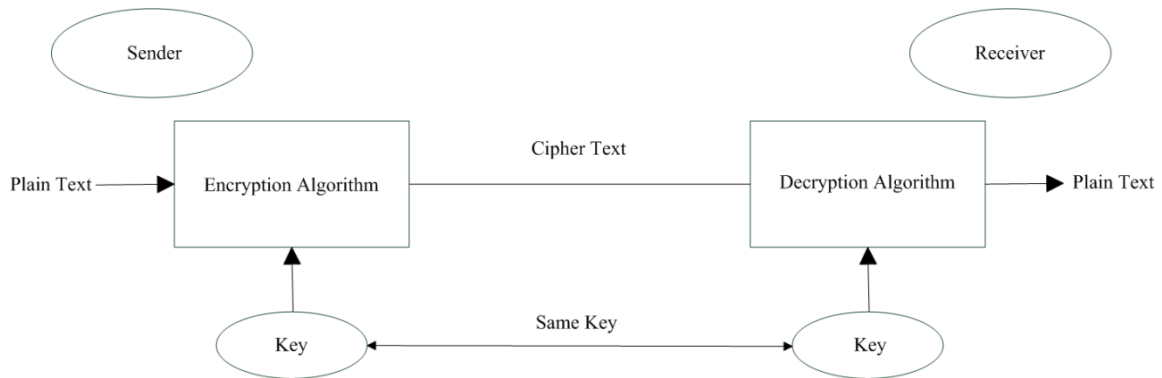 Sender
Receiver
Cipher Text
Plain Text
Encryption Algorithm
Decryption Algorithm
Plain Text
Same Key
Key
Key